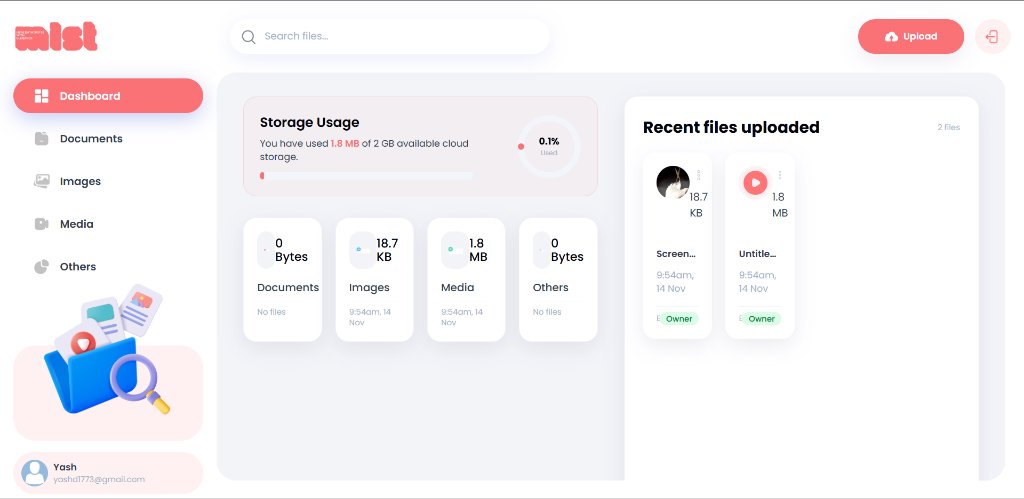 mist
Search files...
Upload
Dashboard
Documents
Images
Media
Others
Yash
yashd1773@gmail.com
Storage Usage
You have used 1.8 MB of 2 GB available cloud
storage.
0.1%
Used
0
Bytes
Documents
No files
18.7
KB
Images
9:54am, 14
Nov
1.8
MB
Media
9:54am, 14
Nov
0
Bytes
Others
No files
Recent files uploaded
2 files
18.7
KB
Screen...
9:54am,
14 Nov
Owner
1.8
MB
Untitle...
9:54am,
14 Nov
Owner